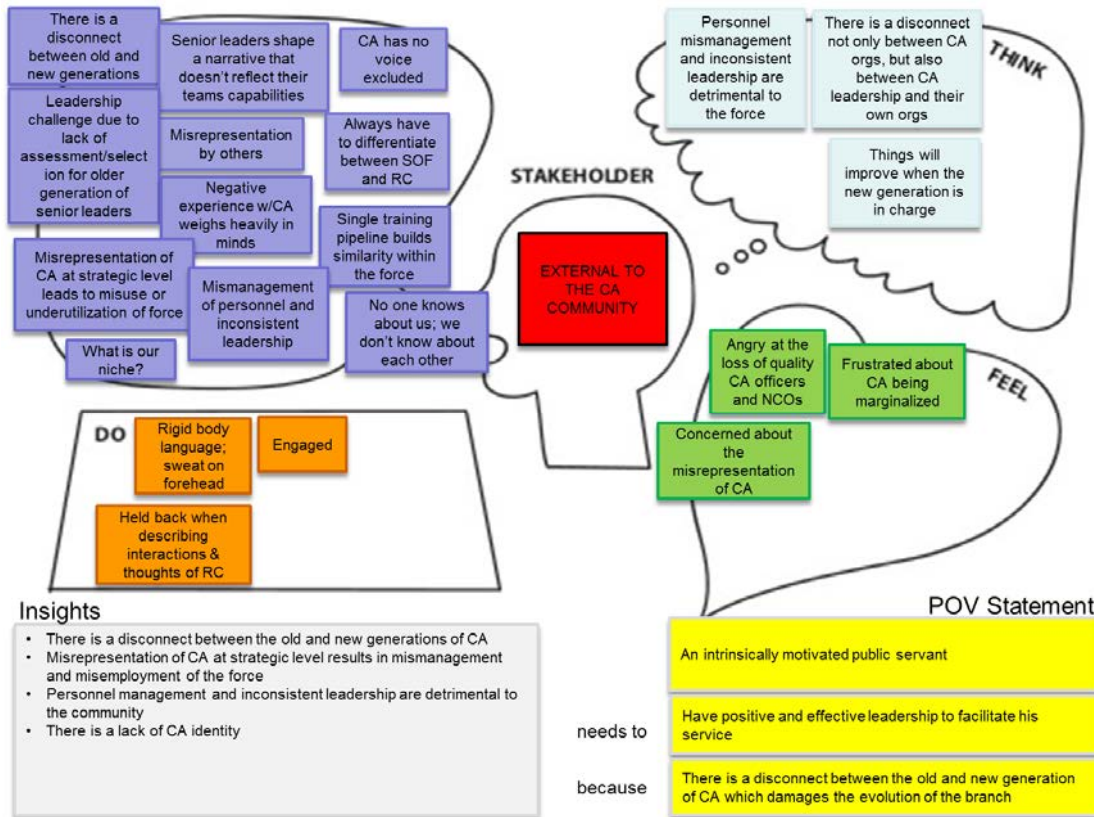 There is a
disconnect
between old and
new generations
Senior leaders shape
a narrative that
doesn't reflect their
teams capabilities
CA has no
voice excluded
Leadership
challenge due to
lack of
assessment/select
ion for older
generation of
senior leaders
Misrepresentation
by others
Always have
to differentiate
between SOF
and RC
Negative
experience w/CA
weighs heavily in
minds
Single training
pipeline builds
similarity within
the force
Misrepresentation of
CA at strategic level
leads to misuse or
underutilization of force
Mismanagement
of personnel and
inconsistent
leadership
No one knows
about us; we
don't know about
each other
What is our
niche?
STAKEHOLDER
EXTERNAL TO
THE CA
COMMUNITY
Personnel
mismanagement
and inconsistent
leadership are
detrimental to
the force
There is a disconnect
not only between CA
orgs, but also
between CA
leadership and their
own orgs
Things will
improve when the
new generation is
in charge
THINK
Angry at the
loss of quality
CA officers
and NCOs
Frustrated about
CA being
marginalized
Concerned about
the
misrepresentation
of CA
FEEL
DO
Rigid body
language;
sweat on
forehead
Engaged
Held back when
describing
interactions &
thoughts of RC
Insights
• There is a disconnect between the old and new generations of CA
• Misrepresentation of CA at strategic level results in mismanagement
and misemployment of the force
• Personnel management and inconsistent leadership are detrimental to
the community
• There is a lack of CA identity
POV Statement
An intrinsically motivated public servant
needs to
Have positive and effective leadership to facilitate his
service
because
There is a disconnect between the old and new generation
of CA which damages the evolution of the branch